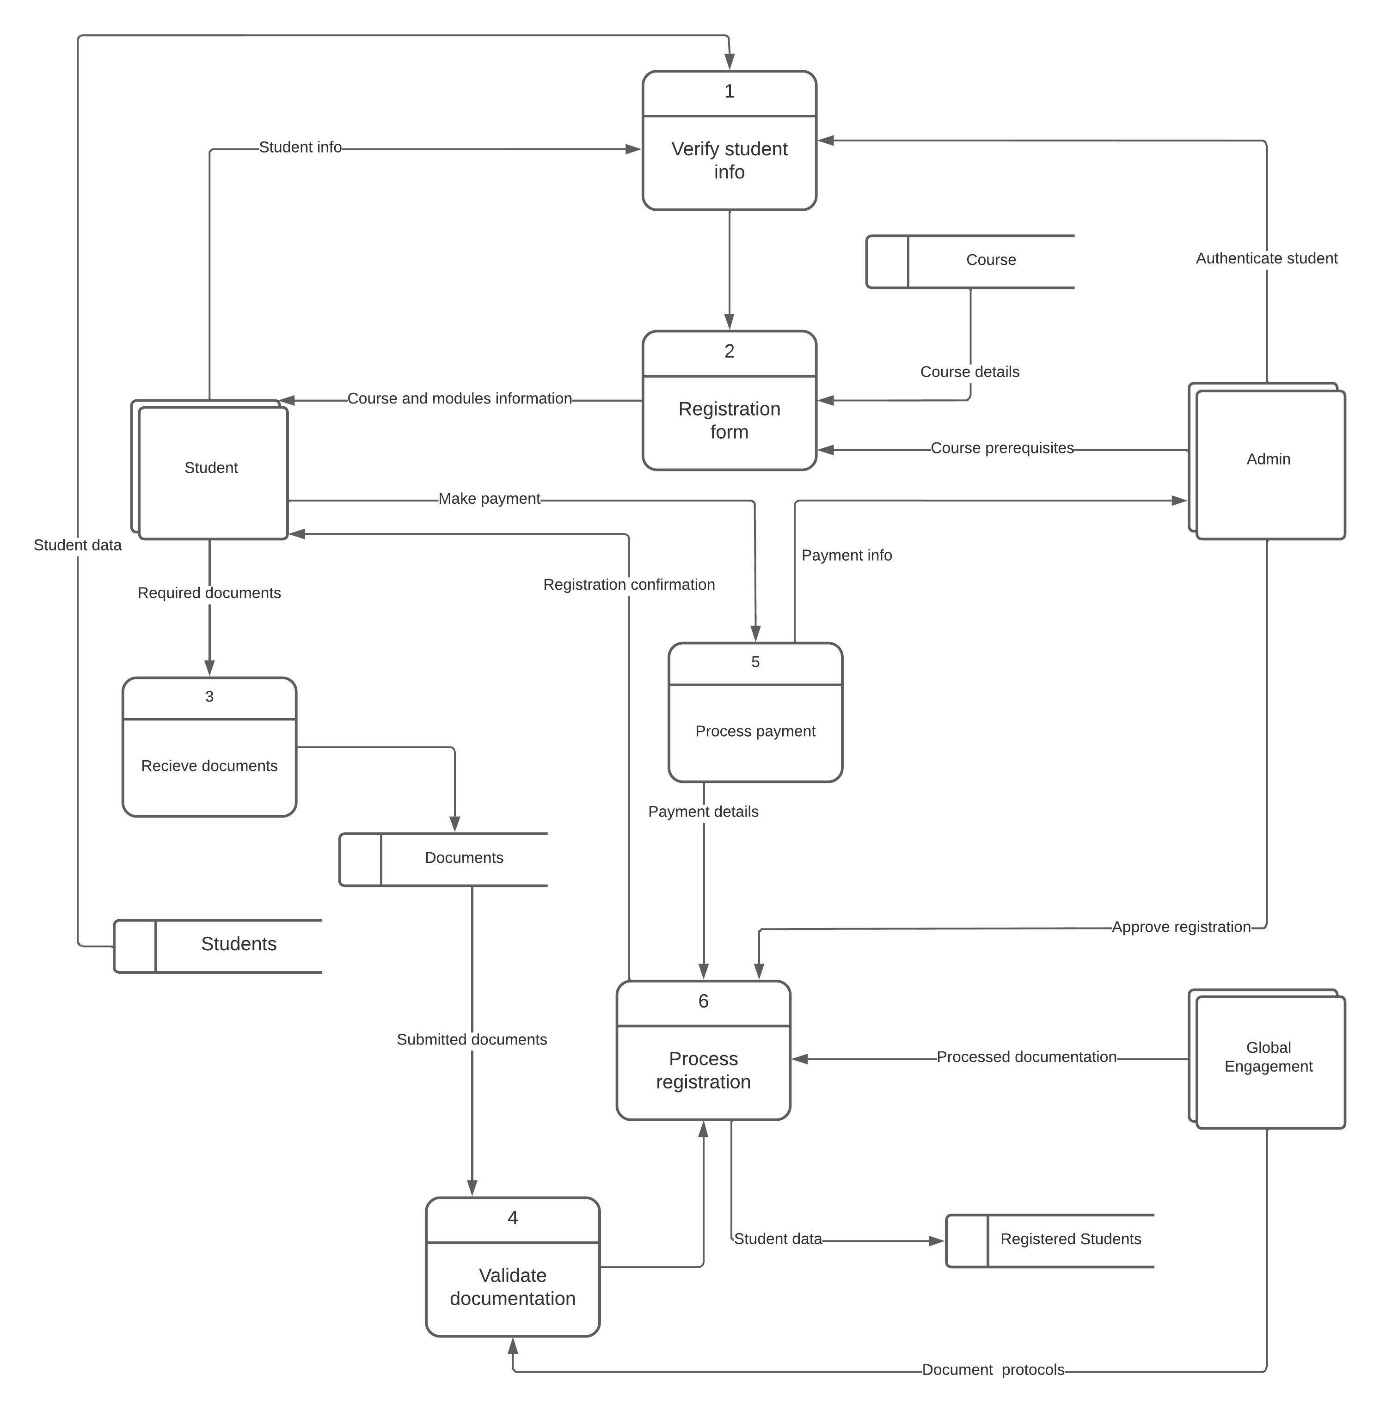 1
Verify student
info
Student info
Course
Authenticate student
2
Registration
form
Course details
Course and modules information
Course prerequisites
Student
Admin
Make payment
Student data
Payment info
Registration confirmation
Required documents
5
Process payment
3
Recieve documents
Payment details
Documents
Students
Approve registration
6
Process
registration
Submitted documents
Processed documentation
Global
Engagement
4
Validate
documentation
Student data
Registered Students
Document  protocols